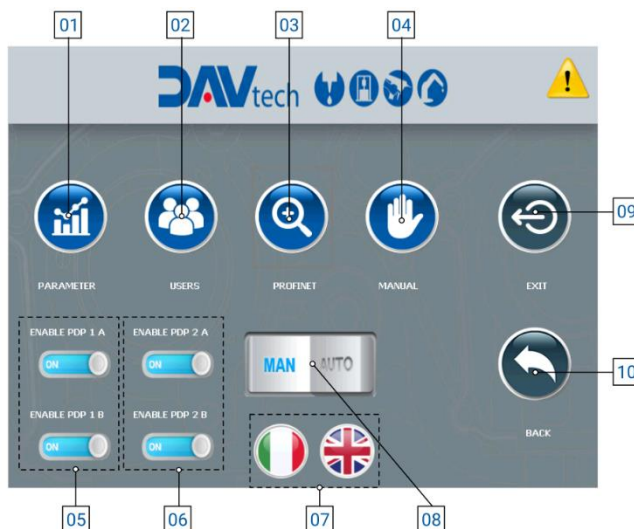 01
02
03
04
DAVtech
09
PARAMETER
USERS
PROFINET
MANUAL
EXIT
ENABLE PDP 1 A
ENABLE PDP 2 A
ON
ON
MAN
AUTO
10
ENABLE PDP 1 B
ENABLE PDP 2 B
BACK
ON
ON
05
06
07
08